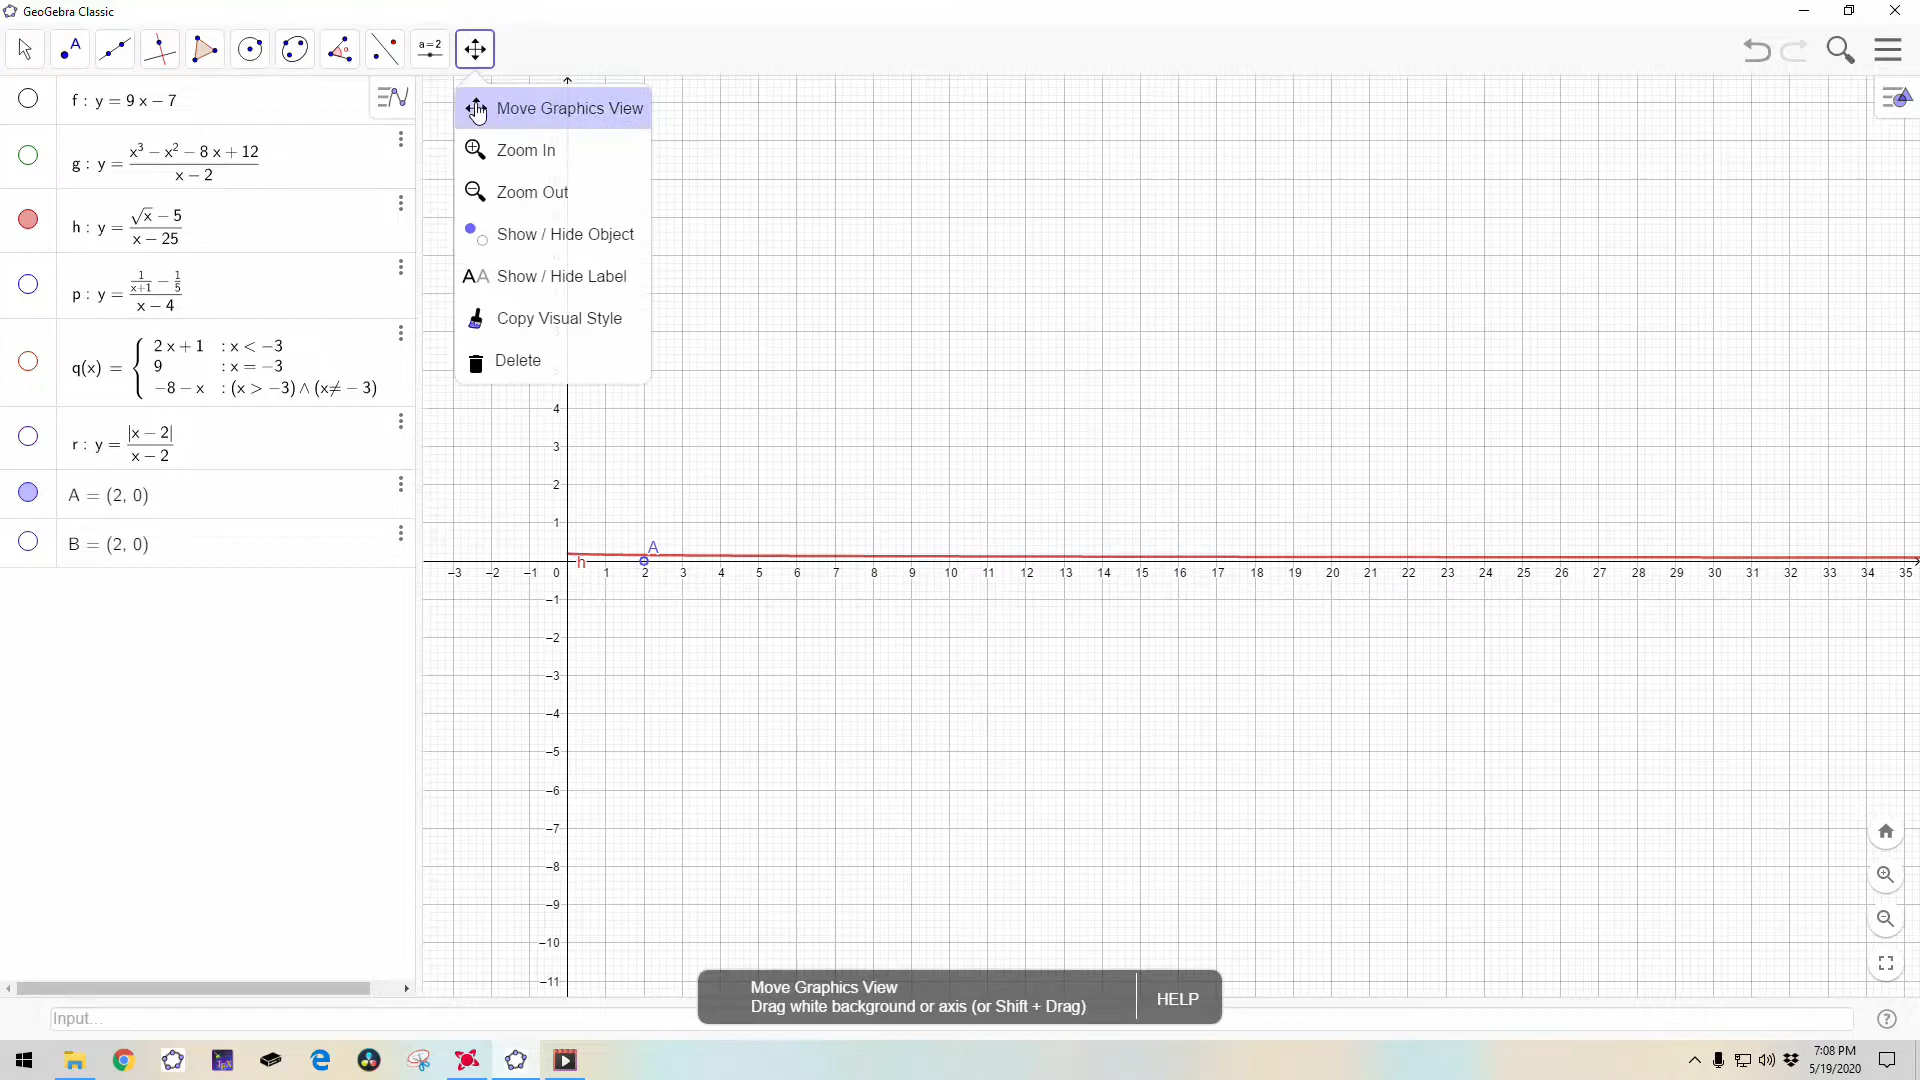 GeoGebra Classic
A
a=2
f : y = 9 x − 7
g : y = (x³ − x² − 8 x + 12) / (x − 2)
h : y = (√x − 5) / (x − 25)
p : y = (1/(x+1) − 1/5) / (x − 4)
q(x) = { 2 x + 1 : x < −3
9 : x = −3
−8 − x : (x > −3) ∧ (x ≠ − 3)
r : y = |x − 2| / (x − 2)
A = (2, 0)
B = (2, 0)
Move Graphics View
Zoom In
Zoom Out
Show / Hide Object
AA Show / Hide Label
Copy Visual Style
Delete
4
3
2
1
A
h
−3 −2 −1 0 1 2 3 4 5 6 7 8 9 10 11 12 13 14 15 16 17 18 19 20 21 22 23 24 25 26 27 28 29 30 31 32 33 34 35
−1
−2
−3
−4
−5
−6
−7
−8
−9
−10
−11
Move Graphics View
Drag white background or axis (or Shift + Drag)
HELP
Input...
7:08 PM
5/19/2020